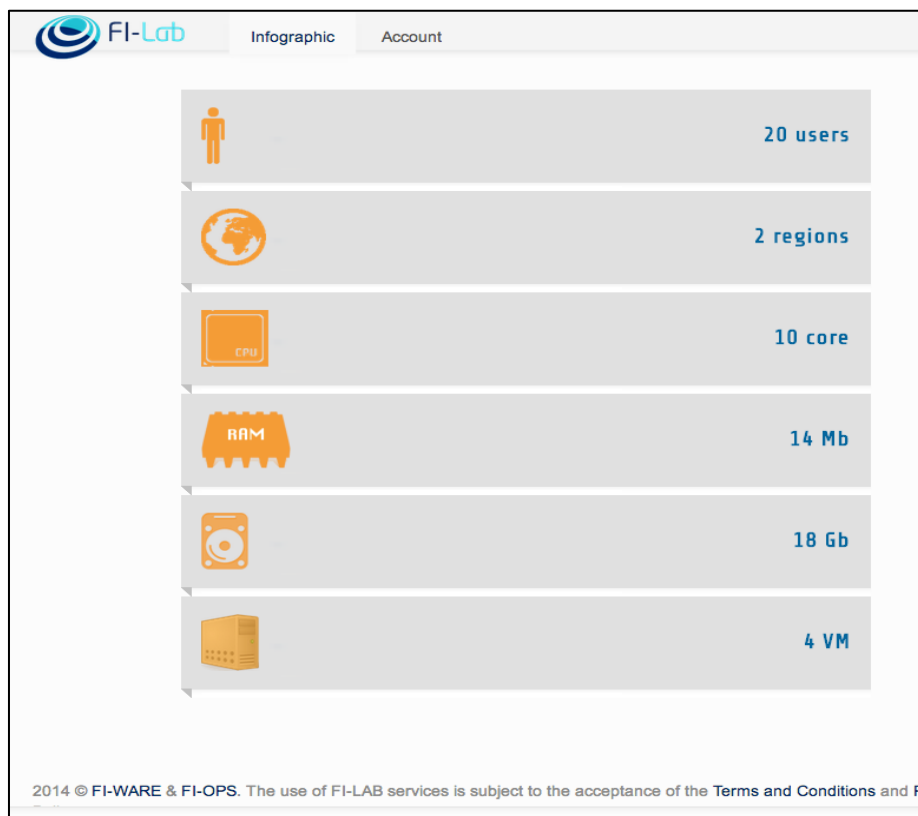 FI-Lab
Infographic
Account
20 users
2 regions
CPU
10 core
RAM
14 Mb
18 Gb
4 VM
2014 © FI-WARE & FI-OPS. The use of FI-LAB services is subject to the acceptance of the Terms and Conditions and